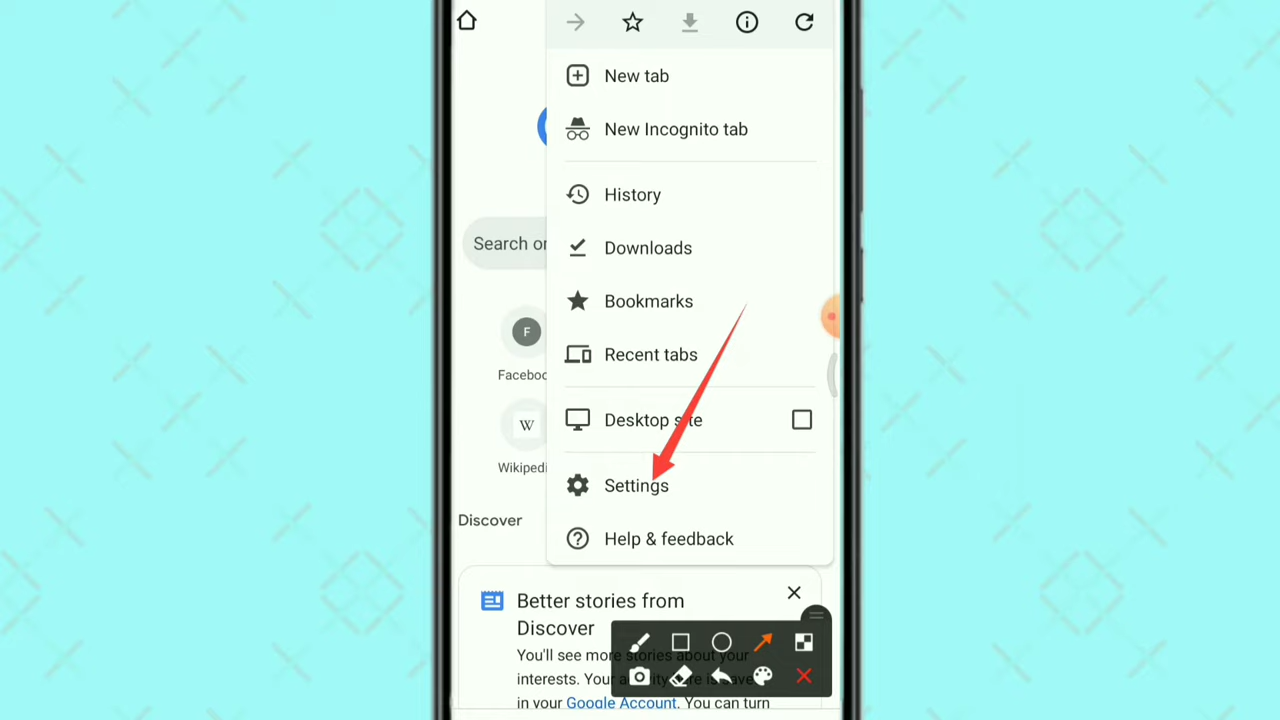 New tab
New Incognito tab
History
Downloads
Search or
Bookmarks
F
Recent tabs
Desktop site
W
Settings
Discover
Help & feedback
Better stories from
Discover
You'll see more stories about your
interests. Your
in your Google Account. You can turn